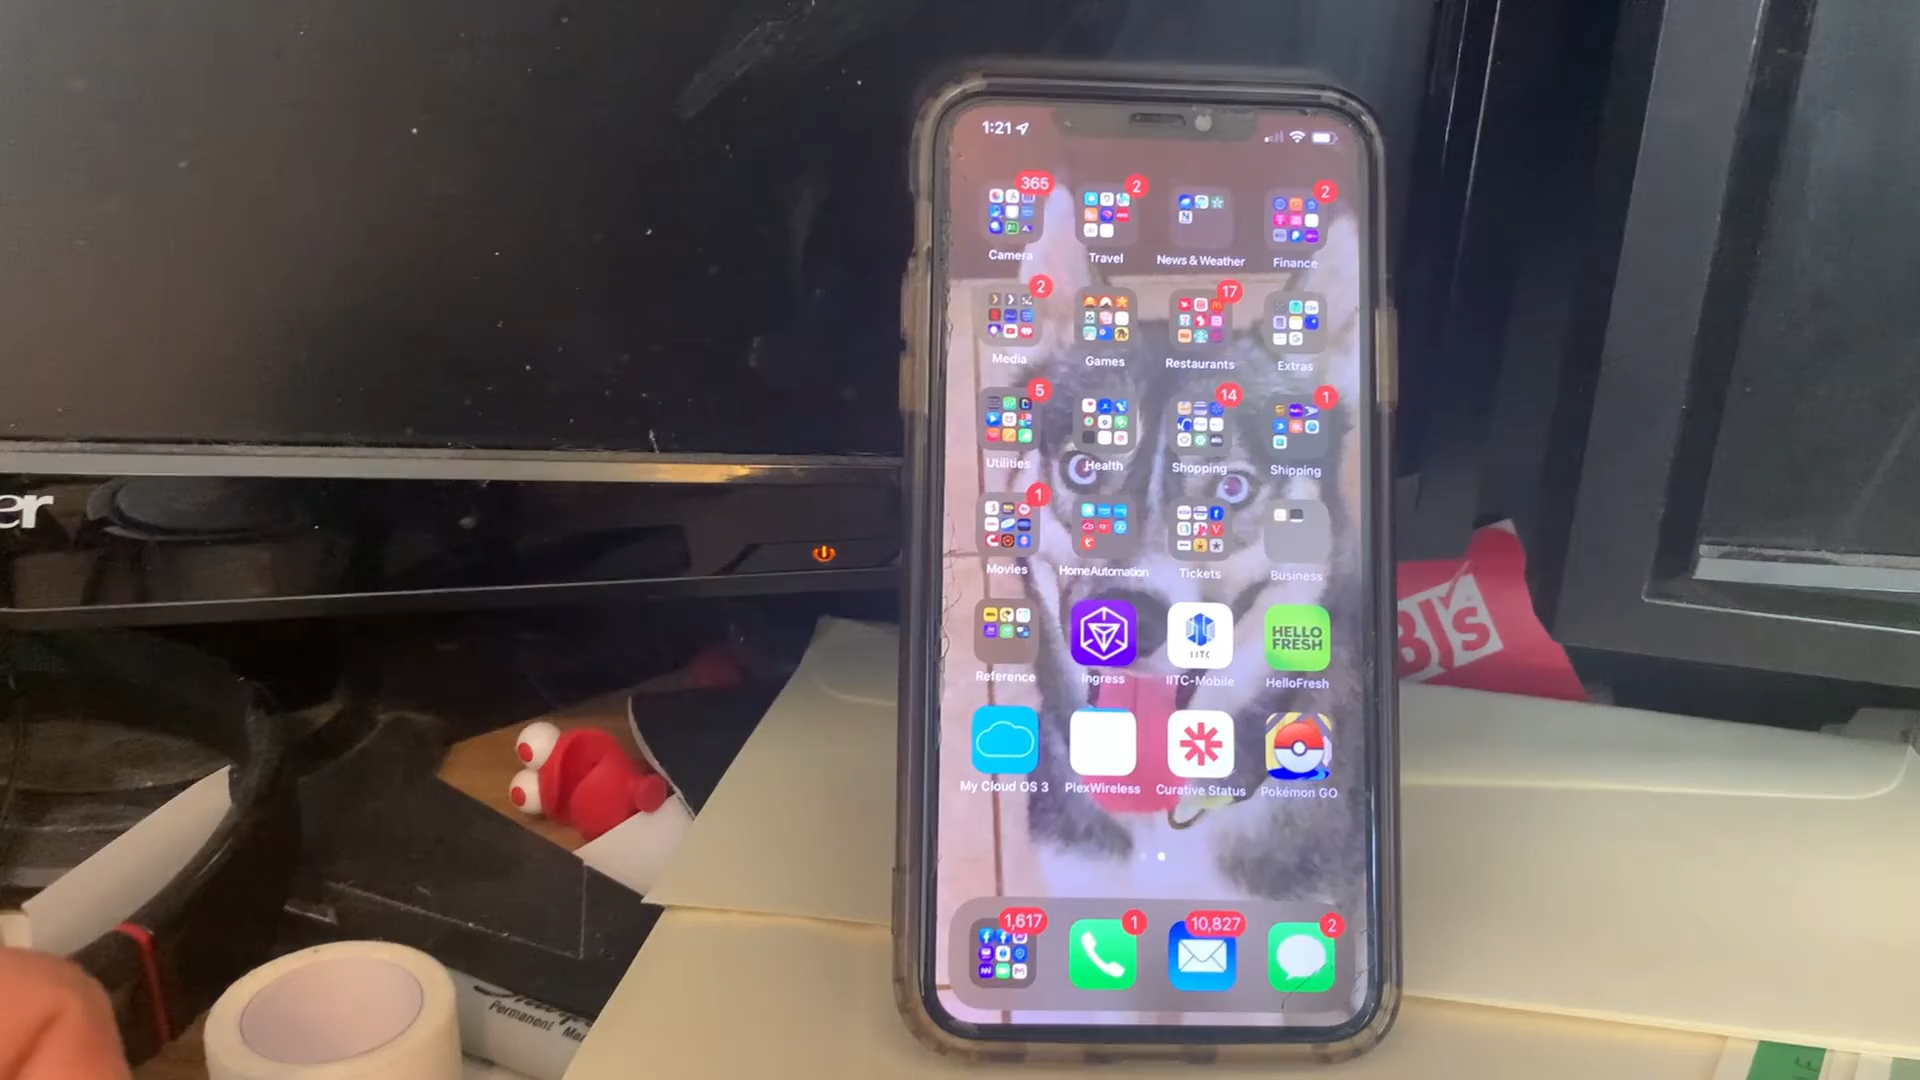 1:21
365
2
2
Camera
Travel
News & Weather
Finance
2
17
Media
Games
Restaurants
Extras
5
14
1
Utilities
Health
Shopping
Shipping
1
Movies
HomeAutomation
Tickets
Business
IITC
HELLO
FRESH
Reference
Ingress
IITC-Mobile
HelloFresh
My Cloud OS 3
PlexWireless
Curative Status
Pokémon GO
1,617
1
10,827
2
er
BJs
Permanent